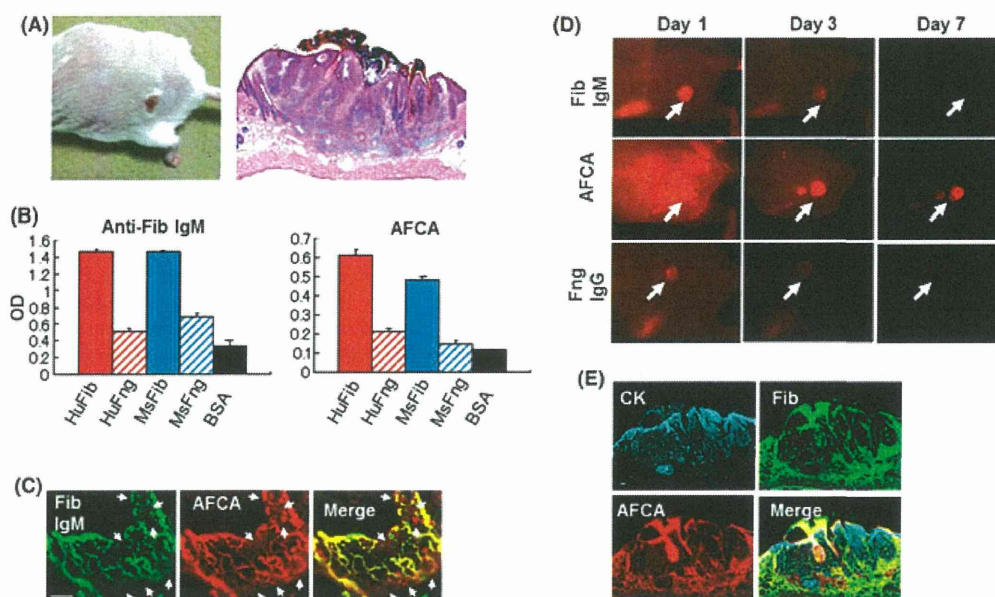 (A)
(B)
Anti-Fib IgM
OD
1.6
1.4
1.2
1
0.8
0.6
0.4
0.2
0
HuFib
HuFng
MsFib
MsFng
BSA
AFCA
0.7
0.6
0.5
0.4
0.3
0.2
0.1
0
HuFib
HuFng
MsFib
MsFng
BSA
(C)
Fib
IgM
AFCA
Merge
(D)
Day 1
Day 3
Day 7
Fib
IgM
AFCA
Fng
IgG
(E)
CK
Fib
AFCA
Merge